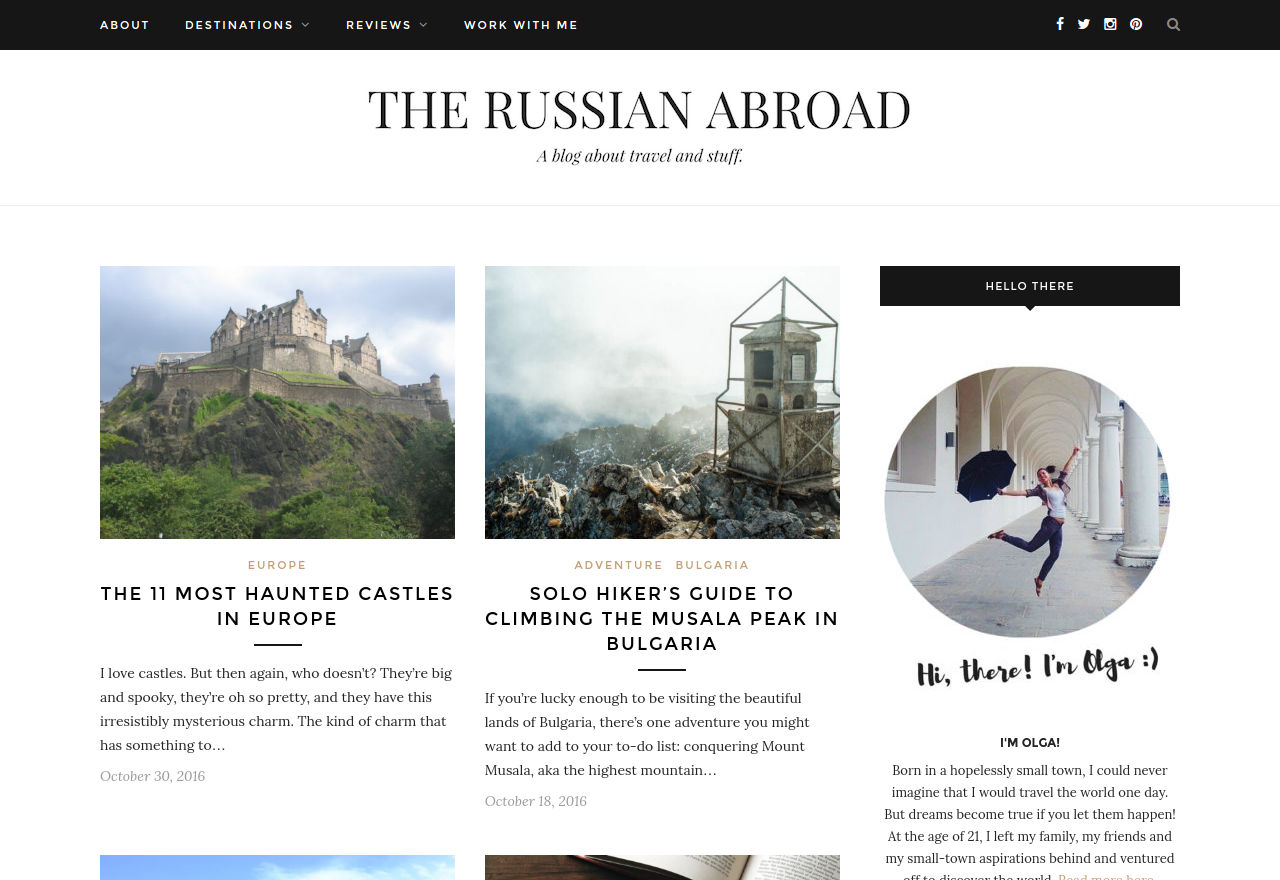 ABOUT
DESTINATIONS
REVIEWS
WORK WITH ME
THE RUSSIAN ABROAD
A blog about travel and stuff.
EUROPE
THE 11 MOST HAUNTED CASTLES
IN EUROPE
I love castles. But then again, who doesn't? They're big
and spooky, they're oh so pretty, and they have this
irresistibly mysterious charm. The kind of charm that
has something to…
October 30, 2016
ADVENTURE BULGARIA
SOLO HIKER'S GUIDE TO
CLIMBING THE MUSALA PEAK IN
BULGARIA
If you're lucky enough to be visiting the beautiful
lands of Bulgaria, there's one adventure you might
want to add to your to-do list: conquering Mount
Musala, aka the highest mountain…
October 18, 2016
HELLO THERE
Hi, there! I'm Olga :)
I'M OLGA!
Born in a hopelessly small town, I could never
imagine that I would travel the world one day.
But dreams become true if you let them happen!
At the age of 21, I left my family, my friends and
my small-town aspirations behind and ventured
off to discover the world. Read more here